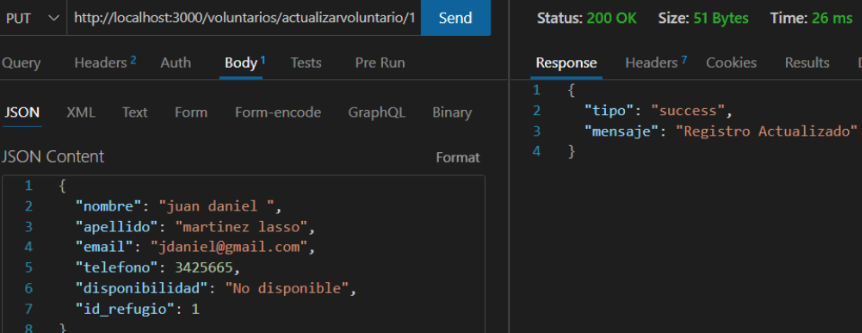 PUT http://localhost:3000/voluntarios/actualizarvoluntario/1 Send
Query Headers 2 Auth Body 1 Tests Pre Run
JSON XML Text Form Form-encode GraphQL Binary
JSON Content Format
1 {
2 "nombre": "juan daniel ",
3 "apellido": "martinez lasso",
4 "email": "jdaniel@gmail.com",
5 "telefono": 3425665,
6 "disponibilidad": "No disponible",
7 "id_refugio": 1
8 }
Status: 200 OK Size: 51 Bytes Time: 26 ms
Response Headers 7 Cookies Results
1 {
2 "tipo": "success",
3 "mensaje": "Registro Actualizado"
4 }